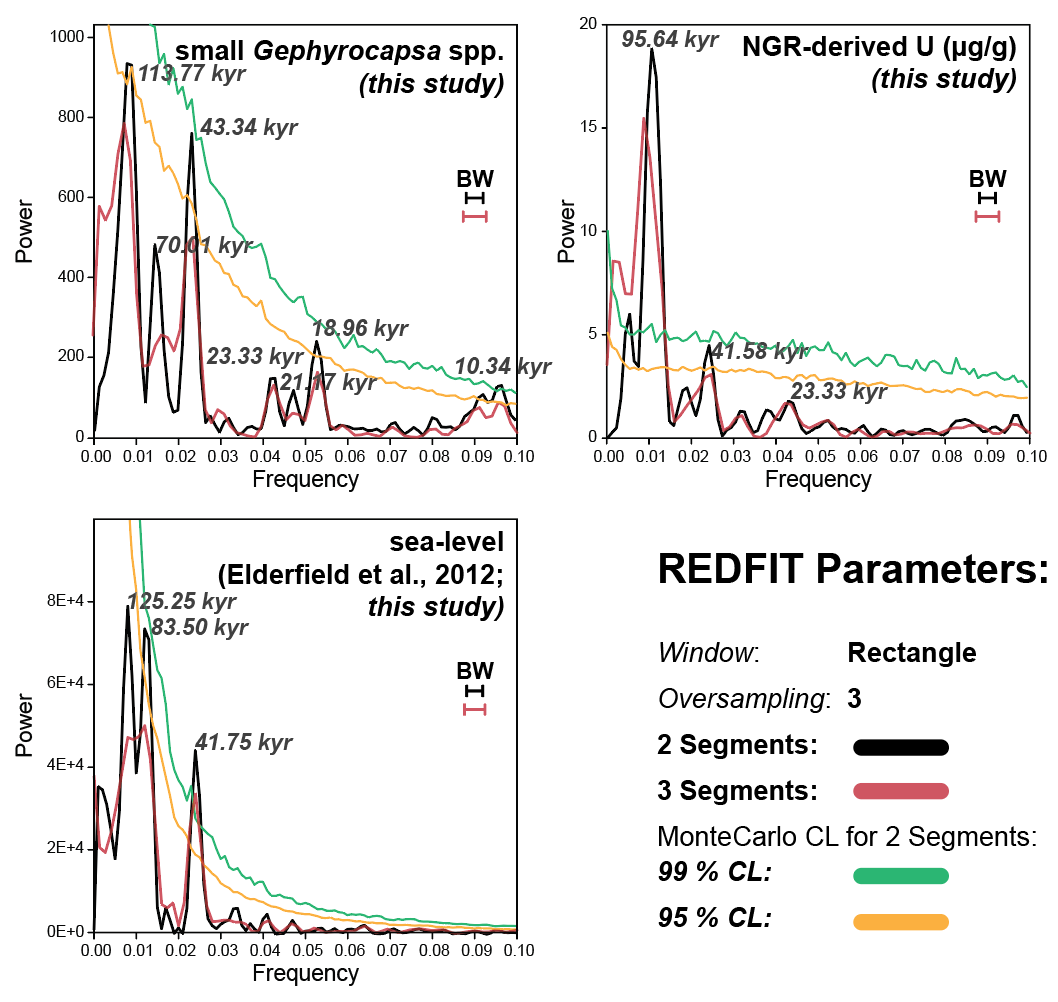 small Gephyrocapsa spp.
(this study)
113.77 kyr
43.34 kyr
70.01 kyr
23.33 kyr
21.17 kyr
18.96 kyr
10.34 kyr
BW
Power
1000
800
600
400
200
0
0.00 0.01 0.02 0.03 0.04 0.05 0.06 0.07 0.08 0.09 0.10
Frequency
NGR-derived U (µg/g)
(this study)
95.64 kyr
41.58 kyr
23.33 kyr
BW
Power
20
15
10
5
0
0.00 0.01 0.02 0.03 0.04 0.05 0.06 0.07 0.08 0.09 0.10
Frequency
sea-level
(Elderfield et al., 2012;
this study)
125.25 kyr
83.50 kyr
41.75 kyr
BW
Power
8E+4
6E+4
4E+4
2E+4
0E+0
0.00 0.01 0.02 0.03 0.04 0.05 0.06 0.07 0.08 0.09 0.10
Frequency
REDFIT Parameters:
Window: Rectangle
Oversampling: 3
2 Segments:
3 Segments:
MonteCarlo CL for 2 Segments:
99 % CL:
95 % CL: